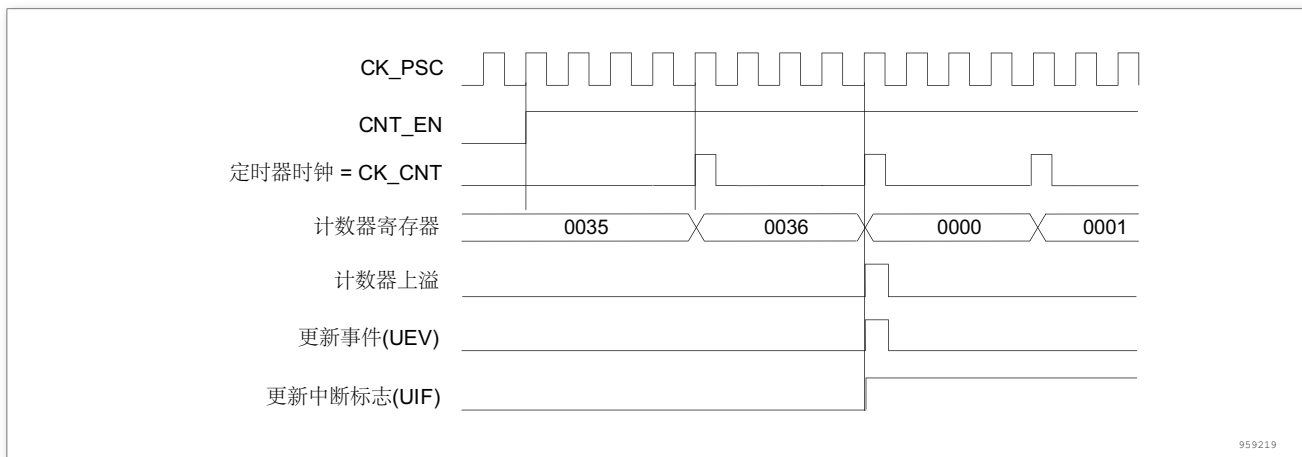 CK_PSC
CNT_EN
定时器时钟 = CK_CNT
计数器寄存器 0035 0036 0000 0001
计数器上溢
更新事件(UEV)
更新中断标志(UIF)
959219